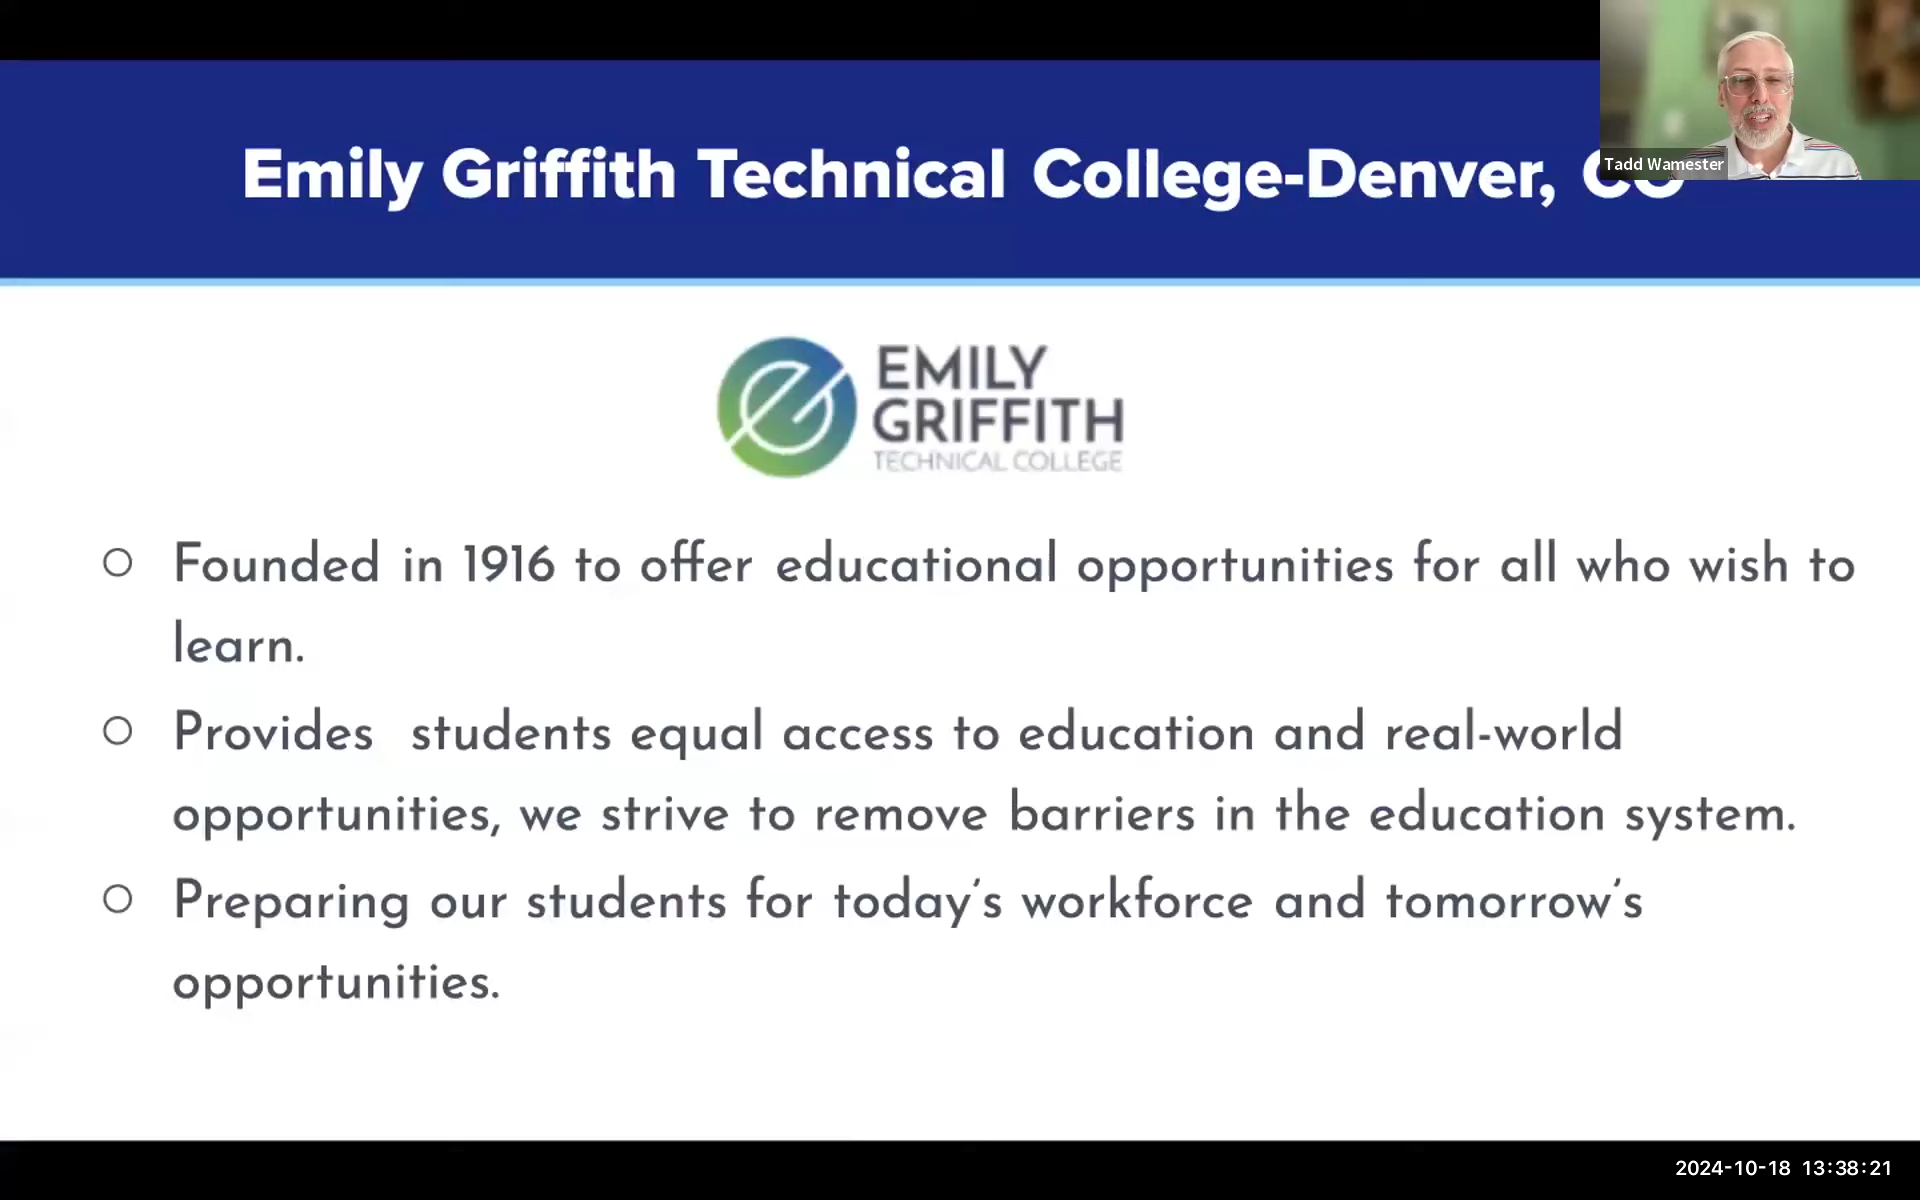 Emily Griffith Technical College-Denver, CO
Tadd Wamester
EMILY
GRIFFITH
TECHNICAL COLLEGE
Founded in 1916 to offer educational opportunities for all who wish to
learn.
Provides students equal access to education and real-world
opportunities, we strive to remove barriers in the education system.
Preparing our students for today's workforce and tomorrow's
opportunities.
2024-10-18 13:38:21